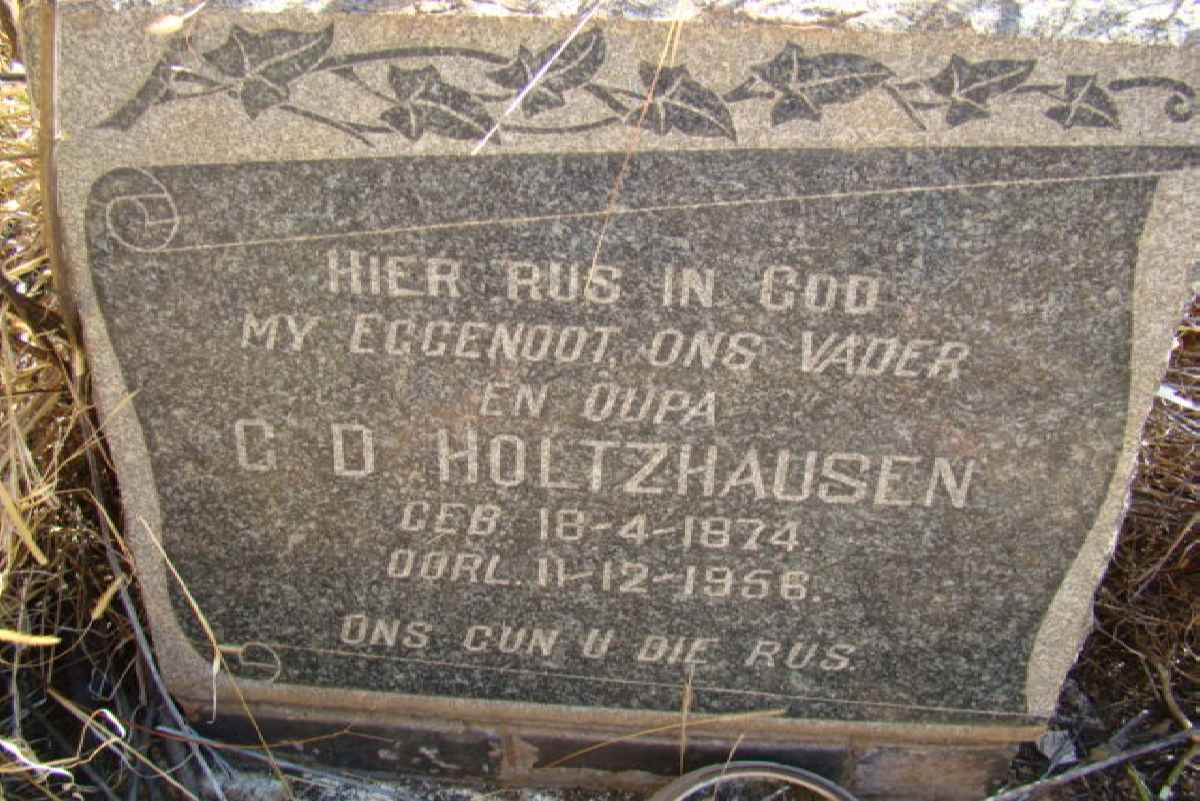 HIER RUS IN GOD
MY EGGENOOT, ONS VADER
EN OUPA
C D HOLTZHAUSEN
GEB. 18-4-1874.
OORL. 11-12-1956.
ONS GUN U DIE RUS.